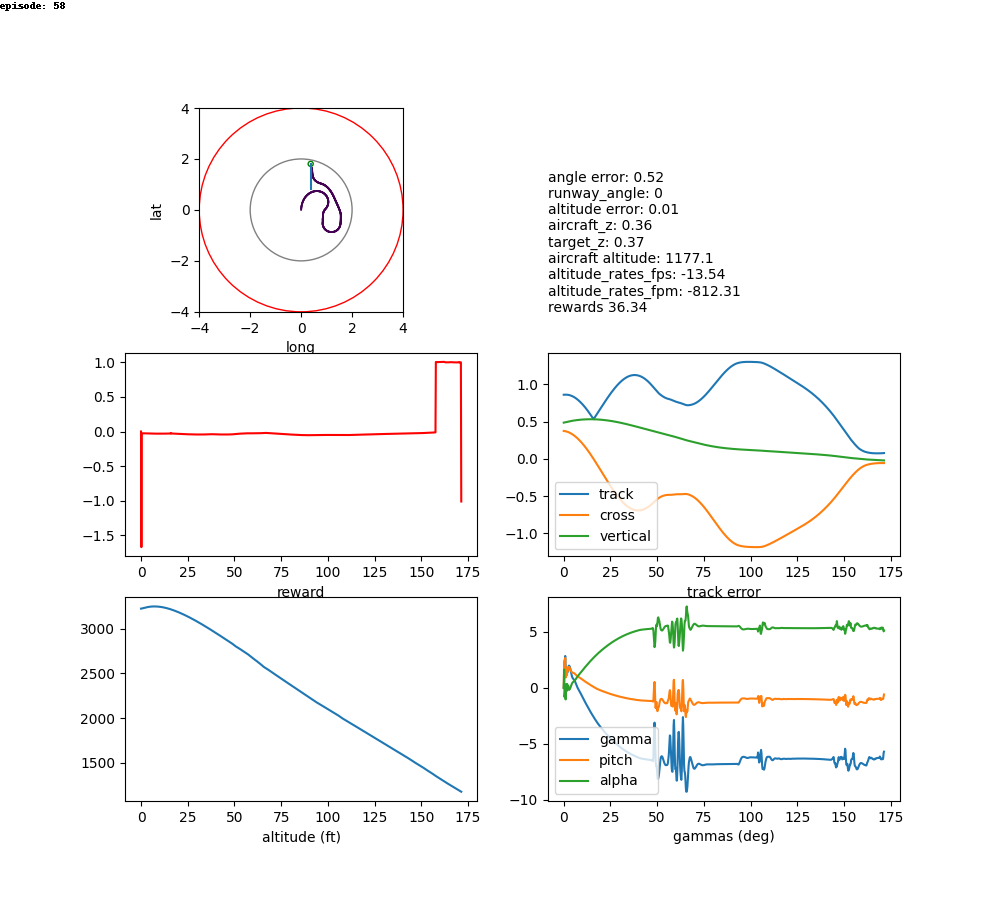 episode: 58
4
2
0
−2
−4
lat
−4 −2 0 2 4
long
angle error: 0.52
runway_angle: 0
altitude error: 0.01
aircraft_z: 0.36
target_z: 0.37
aircraft altitude: 1177.1
altitude_rates_fps: -13.54
altitude_rates_fpm: -812.31
rewards 36.34
1.0
0.5
0.0
−0.5
−1.0
−1.5
0 25 50 75 100 125 150 175
reward
1.0
0.5
0.0
−0.5
−1.0
track
cross
vertical
0 25 50 75 100 125 150 175
track error
3000
2500
2000
1500
0 25 50 75 100 125 150 175
altitude (ft)
5
0
−5
−10
gamma
pitch
alpha
0 25 50 75 100 125 150 175
gammas (deg)